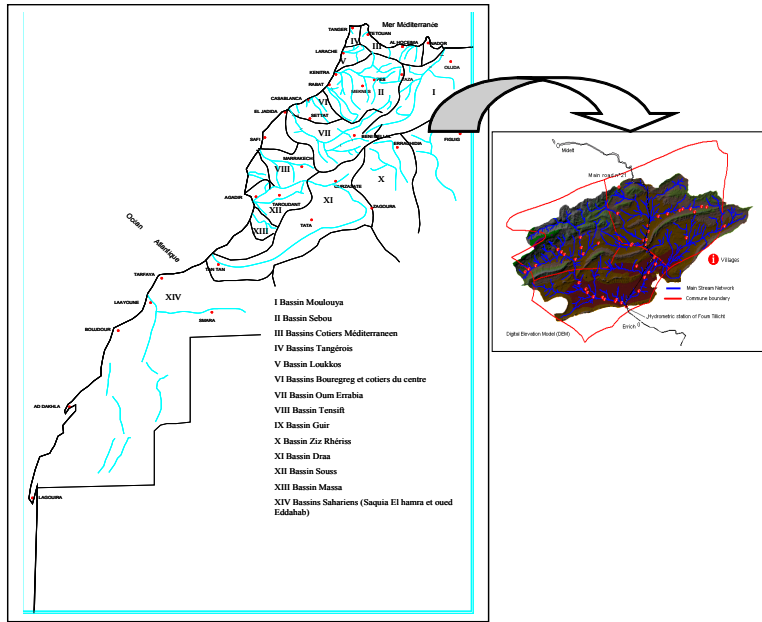 Mer Méditerranée
TANGER
TETOUAN
IV
III
AL HOCEIMA
NADOR
LARACHE
V
OUJDA
KENITRA
FES
TAZA
RABAT
MEKNES
II
I
CASABLANCA
VI
EL JADIDA
SETTAT
VII
BENI MELLAL
SAFI
ERRACHIDIA
FIGUIG
MARRAKECH
VIII
X
OUARZAZATE
AGADIR
XI
TAROUDANT
XII
ZAGOURA
TATA
XIII
Ocean Atlantique
TAN TAN
TARFAYA
XIV
LAAYOUNE
SMARA
BOUJDOUR
AD DAKHLA
LAGOUIRA
I Bassin Moulouya
II Bassin Sebou
III Bassins Cotiers Méditerraneen
IV Bassins Tangérois
V Bassin Loukkos
VI Bassins Bouregreg et cotiers du centre
VII Bassin Oum Errabia
VIII Bassin Tensift
IX Bassin Guir
X Bassin Ziz Rhériss
XI Bassin Draa
XII Bassin Souss
XIII Bassin Massa
XIV Bassins Sahariens (Saquia El hamra et oued
Eddahab)
Midelt
Main road n°21
i Villages
Main Stream Network
Commune boundary
Hydrometric station of Foum Tillicht
Errich
Digital Elevation Model (DEM)